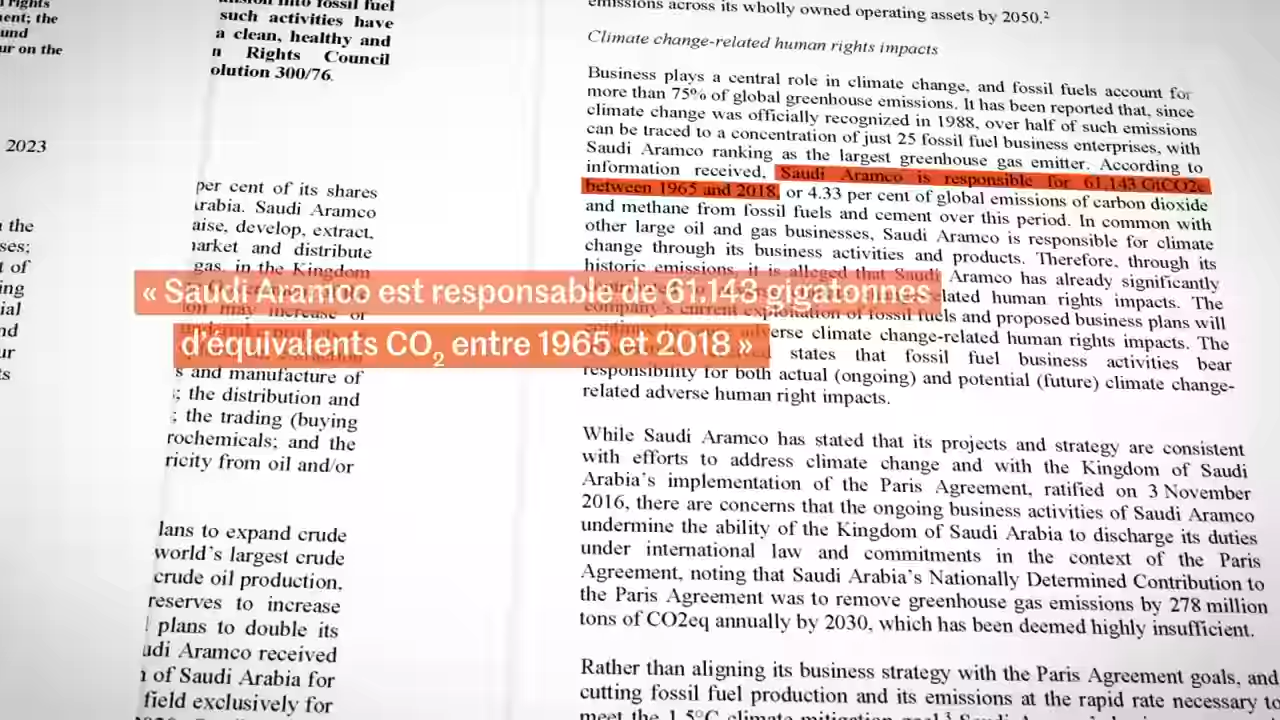 such activities have
a clean, healthy and
Rights Council
olution 300/76.
2023
per cent of its shares
Saudi Aramco
develop, extract,
market and distribute
gas, in the Kingdom
and manufacture of
; the distribution and
; the trading (buying
and the
from oil and/or
to expand crude
world's largest crude
crude oil production,
reserves to increase
plans to double its
Aramco received
of Saudi Arabia for
field exclusively for
emissions across its wholly owned operating assets by 2050.²
Climate change-related human rights impacts
Business plays a central role in climate change, and fossil fuels account for
more than 75% of global greenhouse emissions. It has been reported that, since
climate change was officially recognized in 1988, over half of such emissions
can be traced to a concentration of just 25 fossil fuel business enterprises, with
Saudi Aramco ranking as the largest greenhouse gas emitter. According to
information received, Saudi Aramco is responsible for 61,143 GtCO2e
between 1965 and 2018, or 4.33 per cent of global emissions of carbon dioxide
and methane from fossil fuels and cement over this period. In common with
other large oil and gas businesses, Saudi Aramco is responsible for climate
change through its business activities and products. Therefore, through its
historic emissions, it is alleged that Saudi Aramco has already significantly
related human rights impacts. The
company's current exploitation of fossil fuels and proposed business plans will
adverse climate change-related human rights impacts. The
states that fossil fuel business activities bear
responsibility for both actual (ongoing) and potential (future) climate change-
related adverse human right impacts.
While Saudi Aramco has stated that its projects and strategy are consistent
with efforts to address climate change and with the Kingdom of Saudi
Arabia's implementation of the Paris Agreement, ratified on 3 November
2016, there are concerns that the ongoing business activities of Saudi Aramco
undermine the ability of the Kingdom of Saudi Arabia to discharge its duties
under international law and commitments in the context of the Paris
Agreement, noting that Saudi Arabia's Nationally Determined Contribution to
the Paris Agreement was to remove greenhouse gas emissions by 278 million
tons of CO2eq annually by 2030, which has been deemed highly insufficient.
Rather than aligning its business strategy with the Paris Agreement goals, and
cutting fossil fuel production and its emissions at the rapid rate necessary to
meet the 1.5°C climate mitigation goal,³ Saudi Aramco's
« Saudi Aramco est responsable de 61.143 gigatonnes
d'équivalents CO₂ entre 1965 et 2018 »